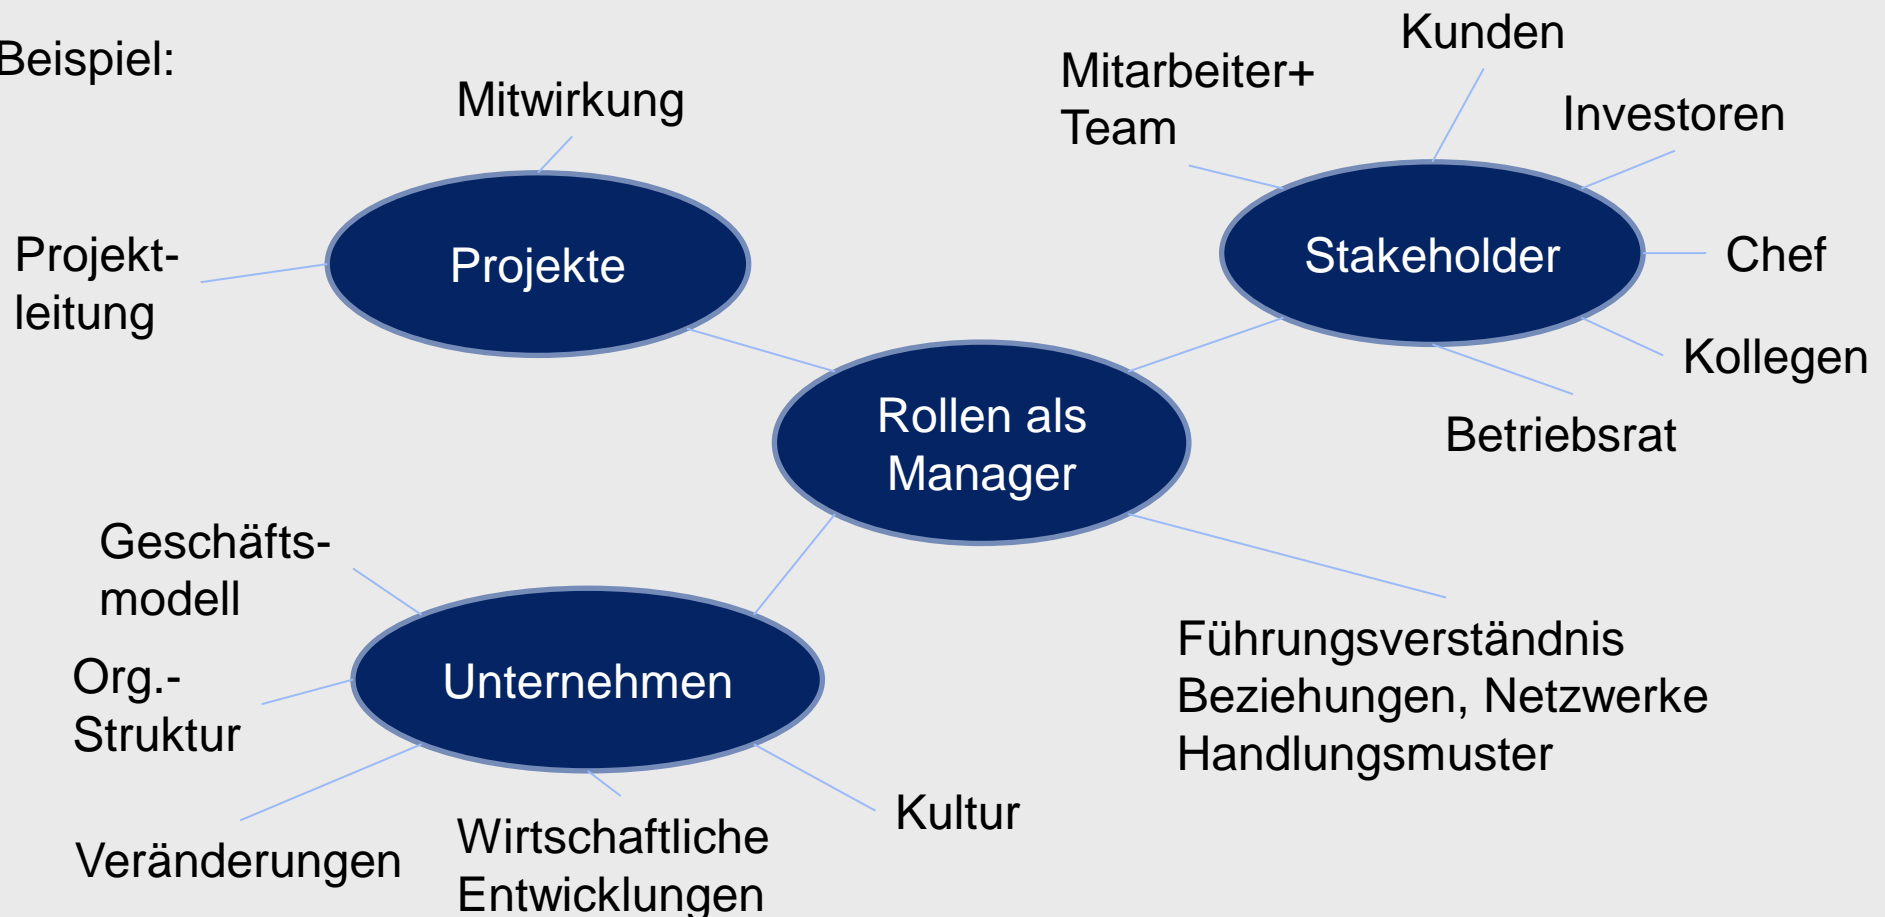 Beispiel:
Mitwirkung
Projekt-
leitung
Projekte
Mitarbeiter+
Team
Kunden
Investoren
Stakeholder
Chef
Kollegen
Betriebsrat
Rollen als
Manager
Geschäfts-
modell
Org.-
Struktur
Unternehmen
Veränderungen
Wirtschaftliche
Entwicklungen
Kultur
Führungsverständnis
Beziehungen, Netzwerke
Handlungsmuster